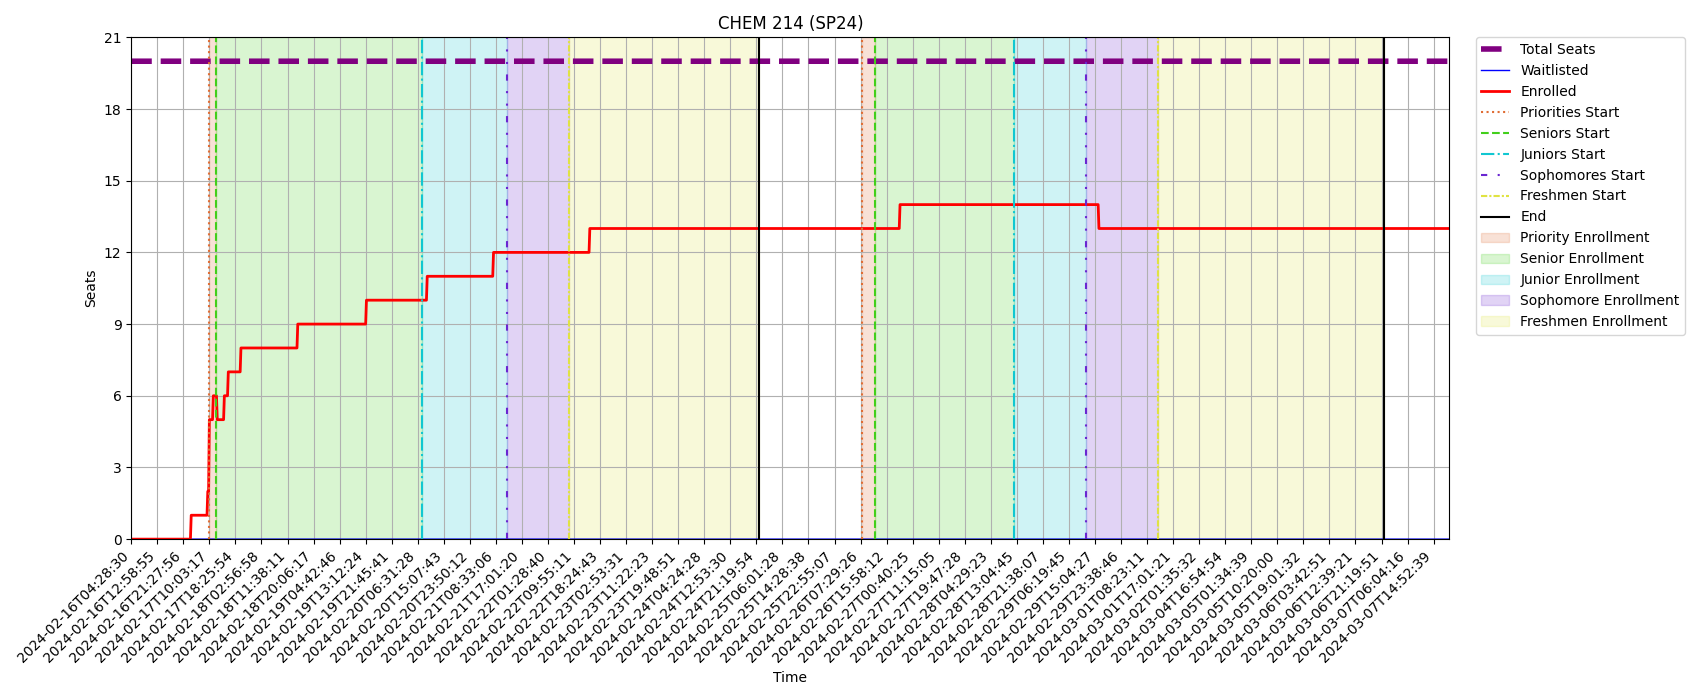 CHEM 214 (SP24)
21
18
15
12
9
6
3
0
Seats
2024-02-16T04:28:30
2024-02-16T12:58:55
2024-02-16T21:27:56
2024-02-17T10:03:17
2024-02-17T18:25:54
2024-02-18T02:56:58
2024-02-18T11:38:11
2024-02-18T20:06:17
2024-02-19T04:42:46
2024-02-19T13:12:24
2024-02-19T21:45:41
2024-02-20T06:31:28
2024-02-20T15:07:43
2024-02-20T23:50:12
2024-02-21T08:33:06
2024-02-21T17:01:20
2024-02-22T01:28:40
2024-02-22T09:55:11
2024-02-22T18:24:43
2024-02-23T02:53:31
2024-02-23T11:22:23
2024-02-23T19:48:51
2024-02-24T04:24:28
2024-02-24T12:53:30
2024-02-24T21:19:54
2024-02-25T06:01:28
2024-02-25T14:28:38
2024-02-25T22:55:07
2024-02-26T07:29:26
2024-02-26T15:58:12
2024-02-27T00:40:25
2024-02-27T11:15:05
2024-02-27T19:47:28
2024-02-28T04:29:23
2024-02-28T13:04:45
2024-02-28T21:38:07
2024-02-29T06:19:45
2024-02-29T15:04:27
2024-02-29T23:38:46
2024-03-01T08:23:11
2024-03-01T17:01:21
2024-03-02T01:35:32
2024-03-04T16:54:54
2024-03-05T01:34:39
2024-03-05T10:20:00
2024-03-05T19:01:32
2024-03-06T03:42:51
2024-03-06T12:39:21
2024-03-06T21:19:51
2024-03-07T06:04:16
2024-03-07T14:52:39
Time
Total Seats
Waitlisted
Enrolled
Priorities Start
Seniors Start
Juniors Start
Sophomores Start
Freshmen Start
End
Priority Enrollment
Senior Enrollment
Junior Enrollment
Sophomore Enrollment
Freshmen Enrollment